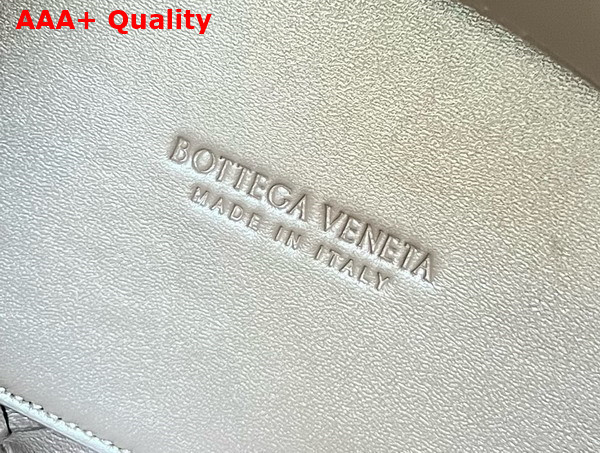 AAA+ Quality
BOTTEGA VENETA
MADE IN ITALY